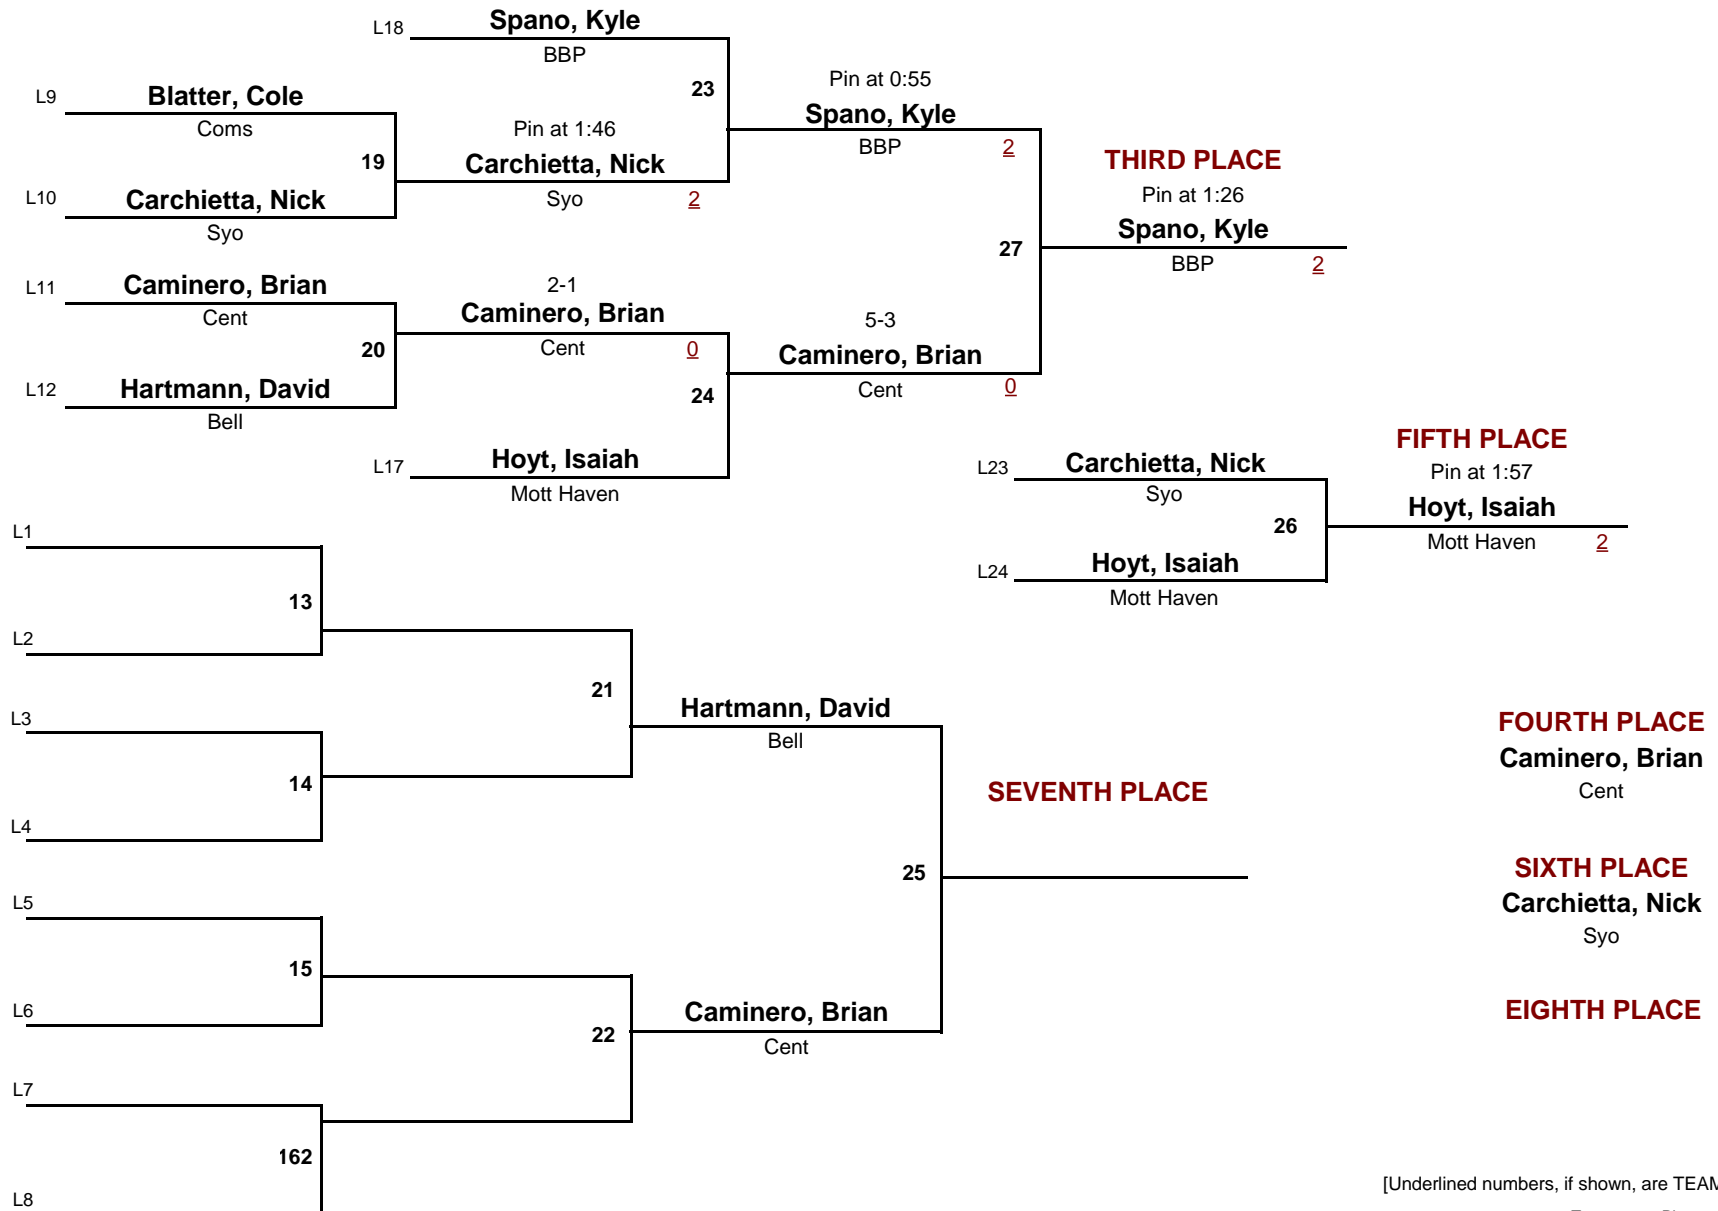 L18 Spano, Kyle
BBP
23
L9 Blatter, Cole
Coms
19
L10 Carchietta, Nick
Syo
Pin at 1:46
Carchietta, Nick
Syo 2
Pin at 0:55
Spano, Kyle
BBP 2
L11 Caminero, Brian
Cent
20
L12 Hartmann, David
Bell
2-1
Caminero, Brian
Cent 0
24
L17 Hoyt, Isaiah
Mott Haven
5-3
Caminero, Brian
Cent 0
27
THIRD PLACE
Pin at 1:26
Spano, Kyle
BBP 2
L23 Carchietta, Nick
Syo
26
L24 Hoyt, Isaiah
Mott Haven
FIFTH PLACE
Pin at 1:57
Hoyt, Isaiah
Mott Haven 2
L1
13
L2
L3
14
L4
21
Hartmann, David
Bell
L5
15
L6
22
Caminero, Brian
Cent
L7
162
L8
25
SEVENTH PLACE
FOURTH PLACE
Caminero, Brian
Cent
SIXTH PLACE
Carchietta, Nick
Syo
EIGHTH PLACE
[Underlined numbers, if shown, are TEAM